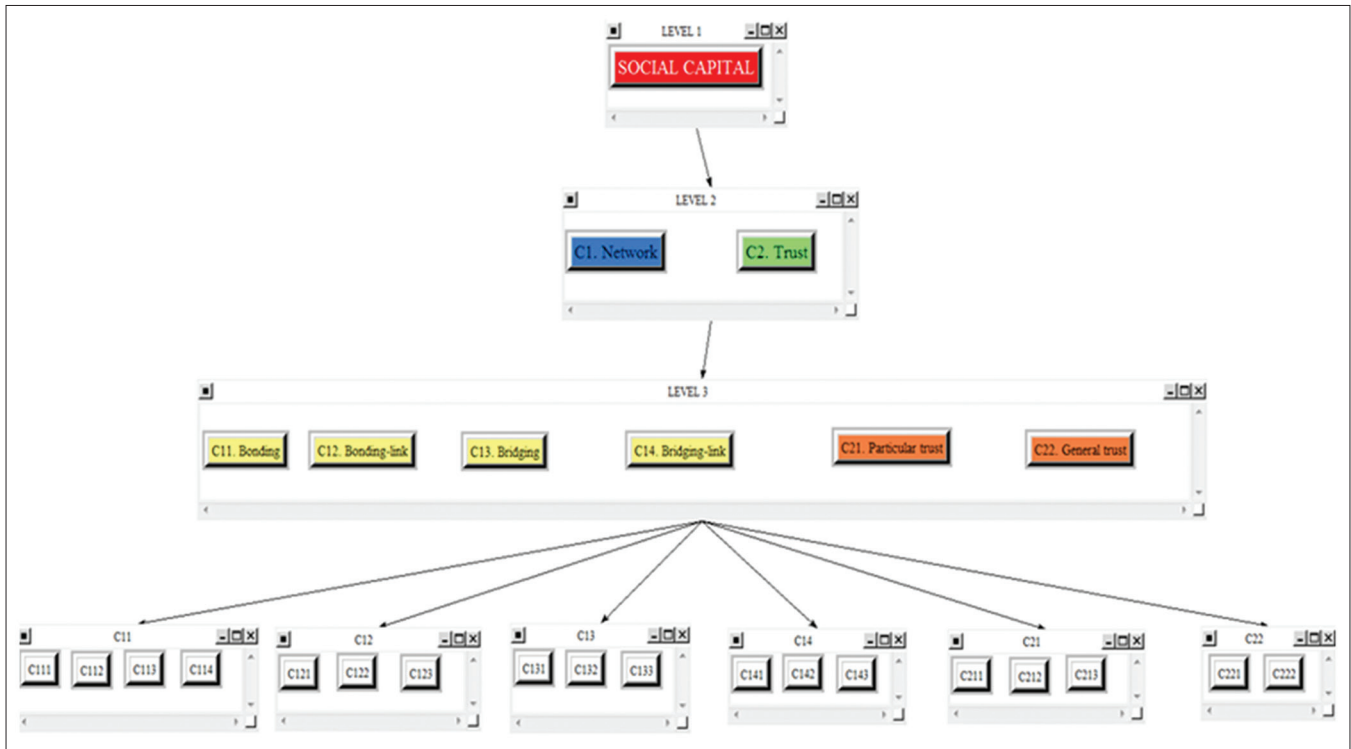 LEVEL 1
SOCIAL CAPITAL
LEVEL 2
C1. Network C2. Trust
LEVEL 3
C11. Bonding C12. Bonding-link C13. Bridging C14. Bridging-link C21. Particular trust C22. General trust
C11 C12 C13 C14 C21 C22
C111 C112 C113 C114 C121 C122 C123 C131 C132 C133 C141 C142 C143 C211 C212 C213 C221 C222